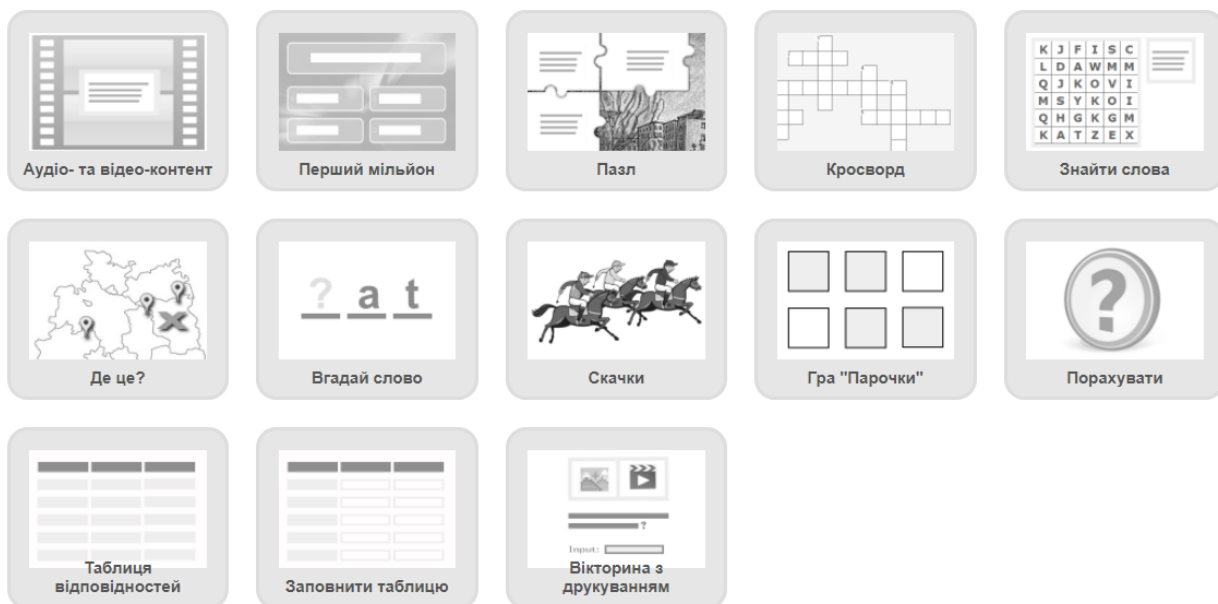 Аудіо- та відео-контент
Перший мільйон
Пазл
Кросворд
K J F I S C
L D A W M M
Q J K O V I
M S Y K O I
Q H G K G M
K A T Z E X
Знайти слова
Де це?
? a t
Вгадай слово
Скачки
Гра "Парочки"
?
Порахувати
Таблиця
відповідностей
Заповнити таблицю
?
Input:
Вікторина з
друкуванням